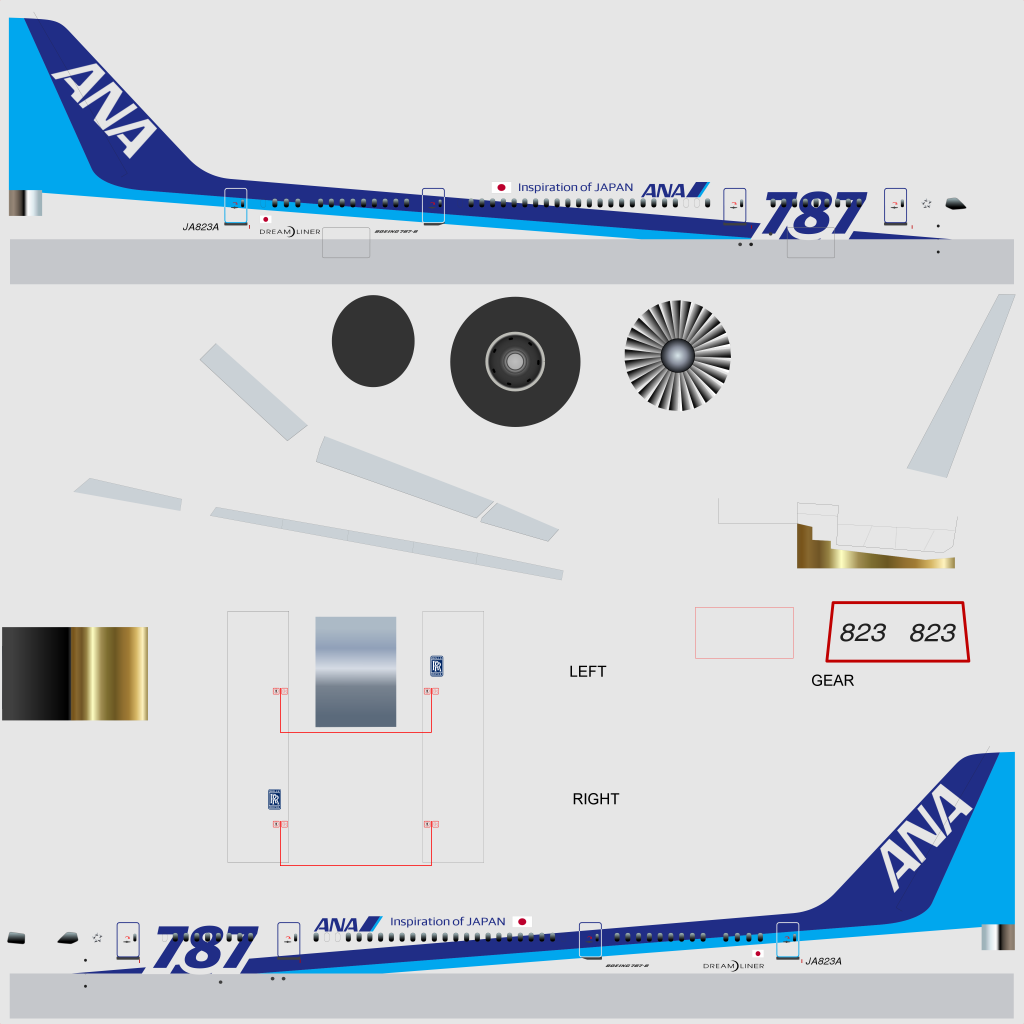 ANA
Inspiration of JAPAN ANA
787
JA823A
DREAMLINER
BOEING 787-8
823 823
LEFT
GEAR
RIGHT
ANA
ANA Inspiration of JAPAN
787
BOEING 787-8
DREAMLINER
JA823A